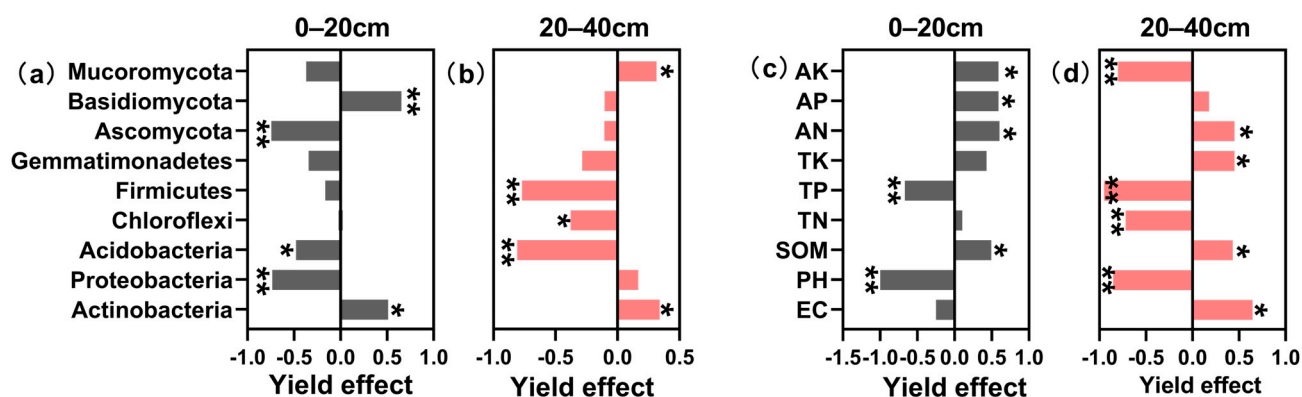 0–20cm
20–40cm
0–20cm
20–40cm
(a)
Mucoromycota
Basidiomycota
Ascomycota
Gemmatimonadetes
Firmicutes
Chloroflexi
Acidobacteria
Proteobacteria
Actinobacteria
*
**
**
*
**
*
-1.0 -0.5 0.0 0.5 1.0
Yield effect
(b)
*
**
*
**
*
-1.0 -0.5 0.0 0.5
Yield effect
(c)
AK
AP
AN
TK
TP
TN
SOM
PH
EC
*
*
*
**
*
**
-1.5 -1.0 -0.5 0.0 0.5 1.0
Yield effect
(d)
**
*
*
**
**
*
**
*
-1.0 -0.5 0.0 0.5 1.0
Yield effect